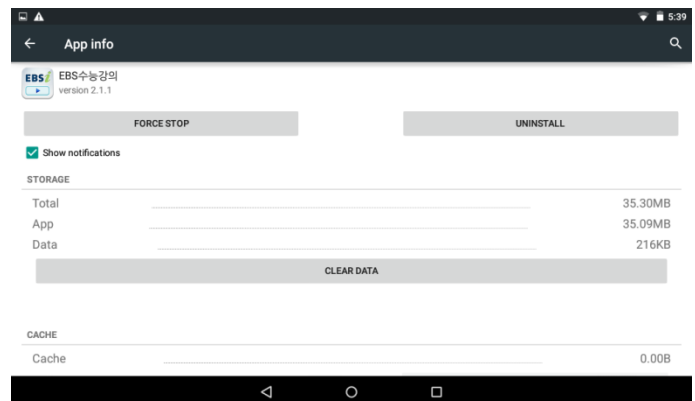 5:39
App info
EBS
EBS수능강의
version 2.1.1
FORCE STOP
UNINSTALL
Show notifications
STORAGE
Total 35.30MB
App 35.09MB
Data 216KB
CLEAR DATA
CACHE
Cache 0.00B